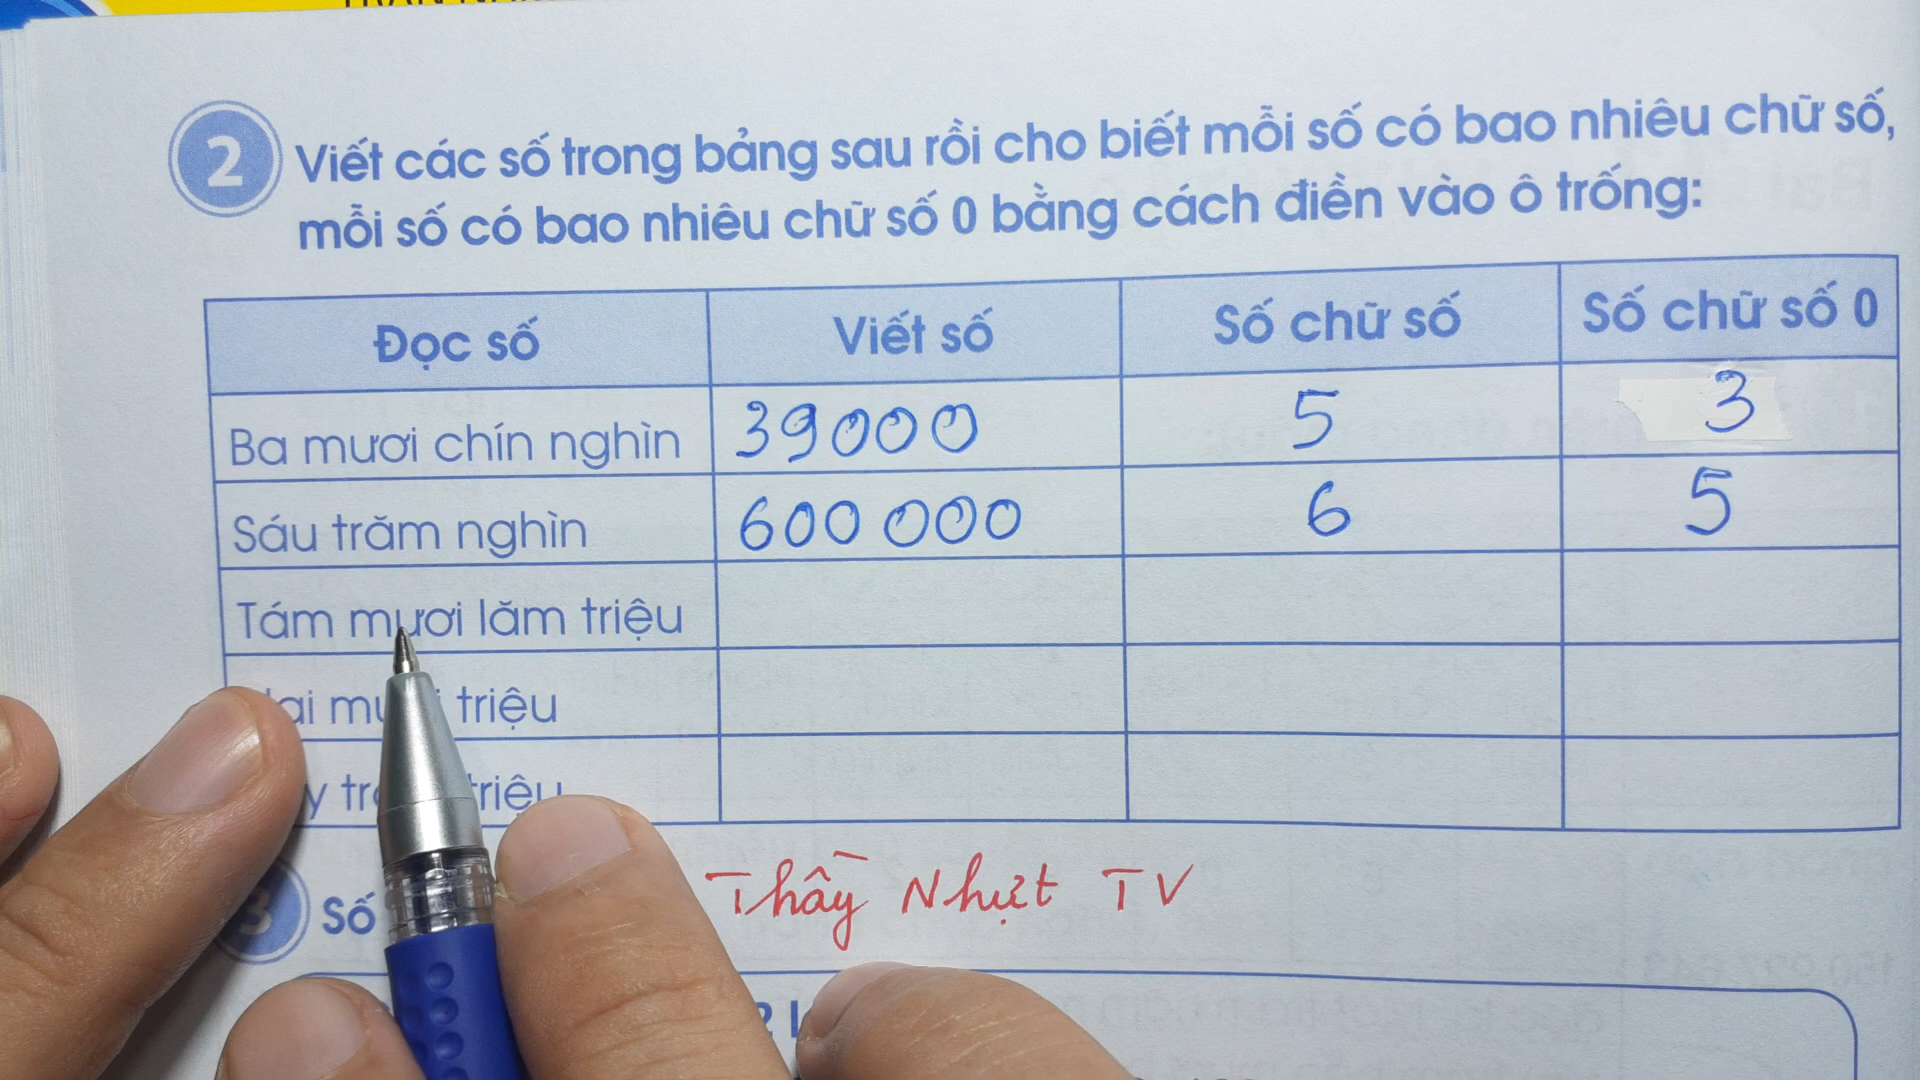 2 Viết các số trong bảng sau rồi cho biết mỗi số có bao nhiêu chữ số,
mỗi số có bao nhiêu chữ số 0 bằng cách điền vào ô trống:
Đọc số Viết số Số chữ số Số chữ số 0
Ba mươi chín nghìn 39000 5 3
Sáu trăm nghìn 600 000 6 5
Tám mươi lăm triệu
triệu
triệu
3 Số
Thầy Nhựt TV